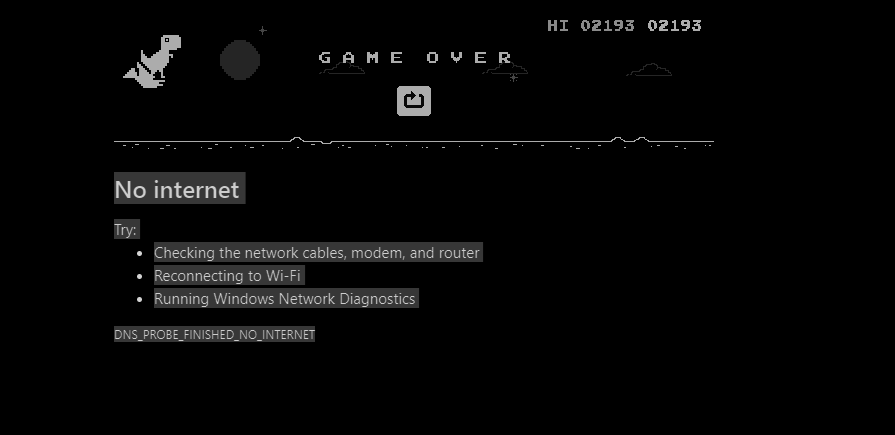 HI 02193 02193
GAME OVER
No internet
Try:
Checking the network cables, modem, and router
Reconnecting to Wi-Fi
Running Windows Network Diagnostics
DNS_PROBE_FINISHED_NO_INTERNET